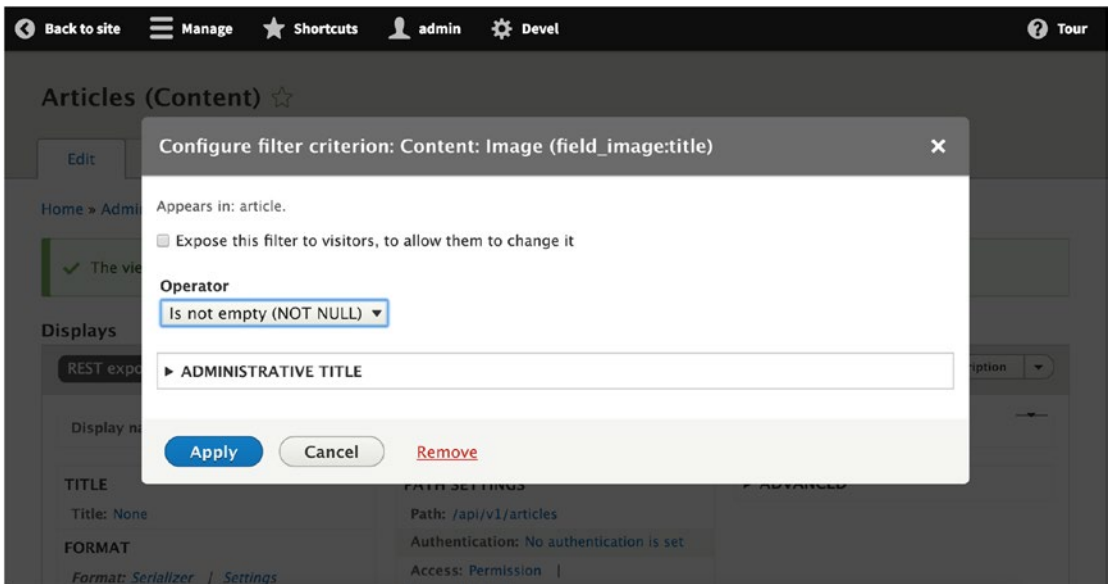 Back to site Manage Shortcuts admin Devel Tour
Articles (Content)
Configure filter criterion: Content: Image (field_image:title)
Edit
Appears in: article.
Home » Admi
Expose this filter to visitors, to allow them to change it
The vie
Operator
Is not empty (NOT NULL)
Displays
REST expo
ADMINISTRATIVE TITLE
ription
Display na
Apply Cancel Remove
TITLE PATH SETTINGS ADVANCED
Title: None Path: /api/v1/articles
FORMAT Authentication: No authentication is set
Format: Serializer | Settings Access: Permission |